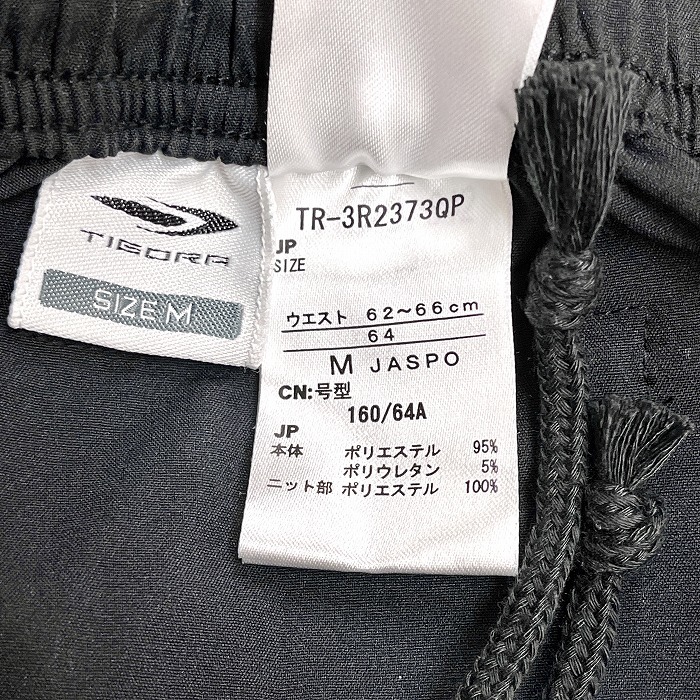 TIGORA
SIZE M
TR-3R2373QP
JP
SIZE
ウエスト 62~66cm
64
M JASPO
CN:号型
160/64A
JP
本体 ポリエステル 95%
ポリウレタン 5%
ニット部 ポリエステル 100%